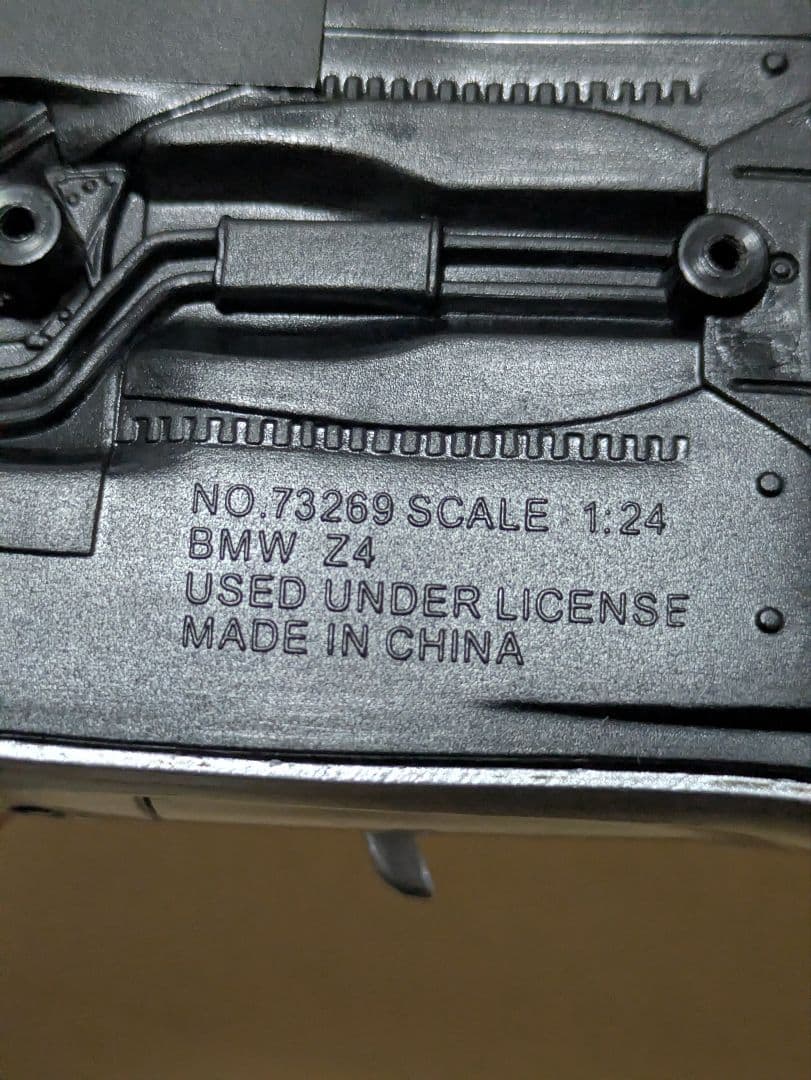 NO.73269 SCALE 1:24
BMW Z4
USED UNDER LICENSE
MADE IN CHINA